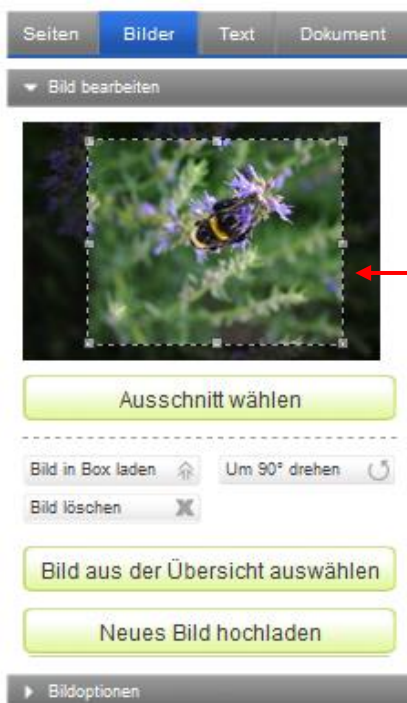 Seiten Bilder Text Dokument
Bild bearbeiten
Ausschnitt wählen
Bild in Box laden Um 90° drehen
Bild löschen
Bild aus der Übersicht auswählen
Neues Bild hochladen
Bildoptionen